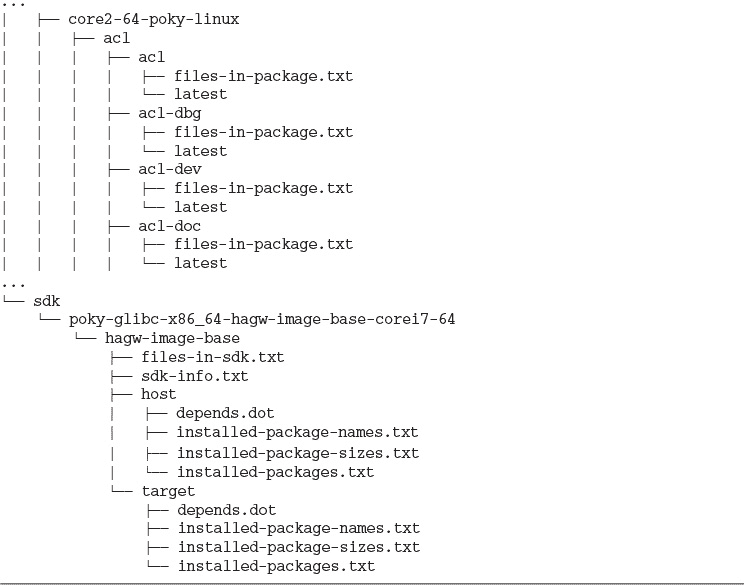 ...
│   ├── core2-64-poky-linux
│   │   ├── acl
│   │   │   ├── acl
│   │   │   │   ├── files-in-package.txt
│   │   │   │   └── latest
│   │   │   ├── acl-dbg
│   │   │   │   ├── files-in-package.txt
│   │   │   │   └── latest
│   │   │   ├── acl-dev
│   │   │   │   ├── files-in-package.txt
│   │   │   │   └── latest
│   │   │   ├── acl-doc
│   │   │   │   ├── files-in-package.txt
│   │   │   │   └── latest
...
└── sdk
    └── poky-glibc-x86_64-hagw-image-base-corei7-64
        └── hagw-image-base
            ├── files-in-sdk.txt
            ├── sdk-info.txt
            ├── host
            │   ├── depends.dot
            │   ├── installed-package-names.txt
            │   ├── installed-package-sizes.txt
            │   └── installed-packages.txt
            └── target
                ├── depends.dot
                ├── installed-package-names.txt
                ├── installed-package-sizes.txt
                └── installed-packages.txt